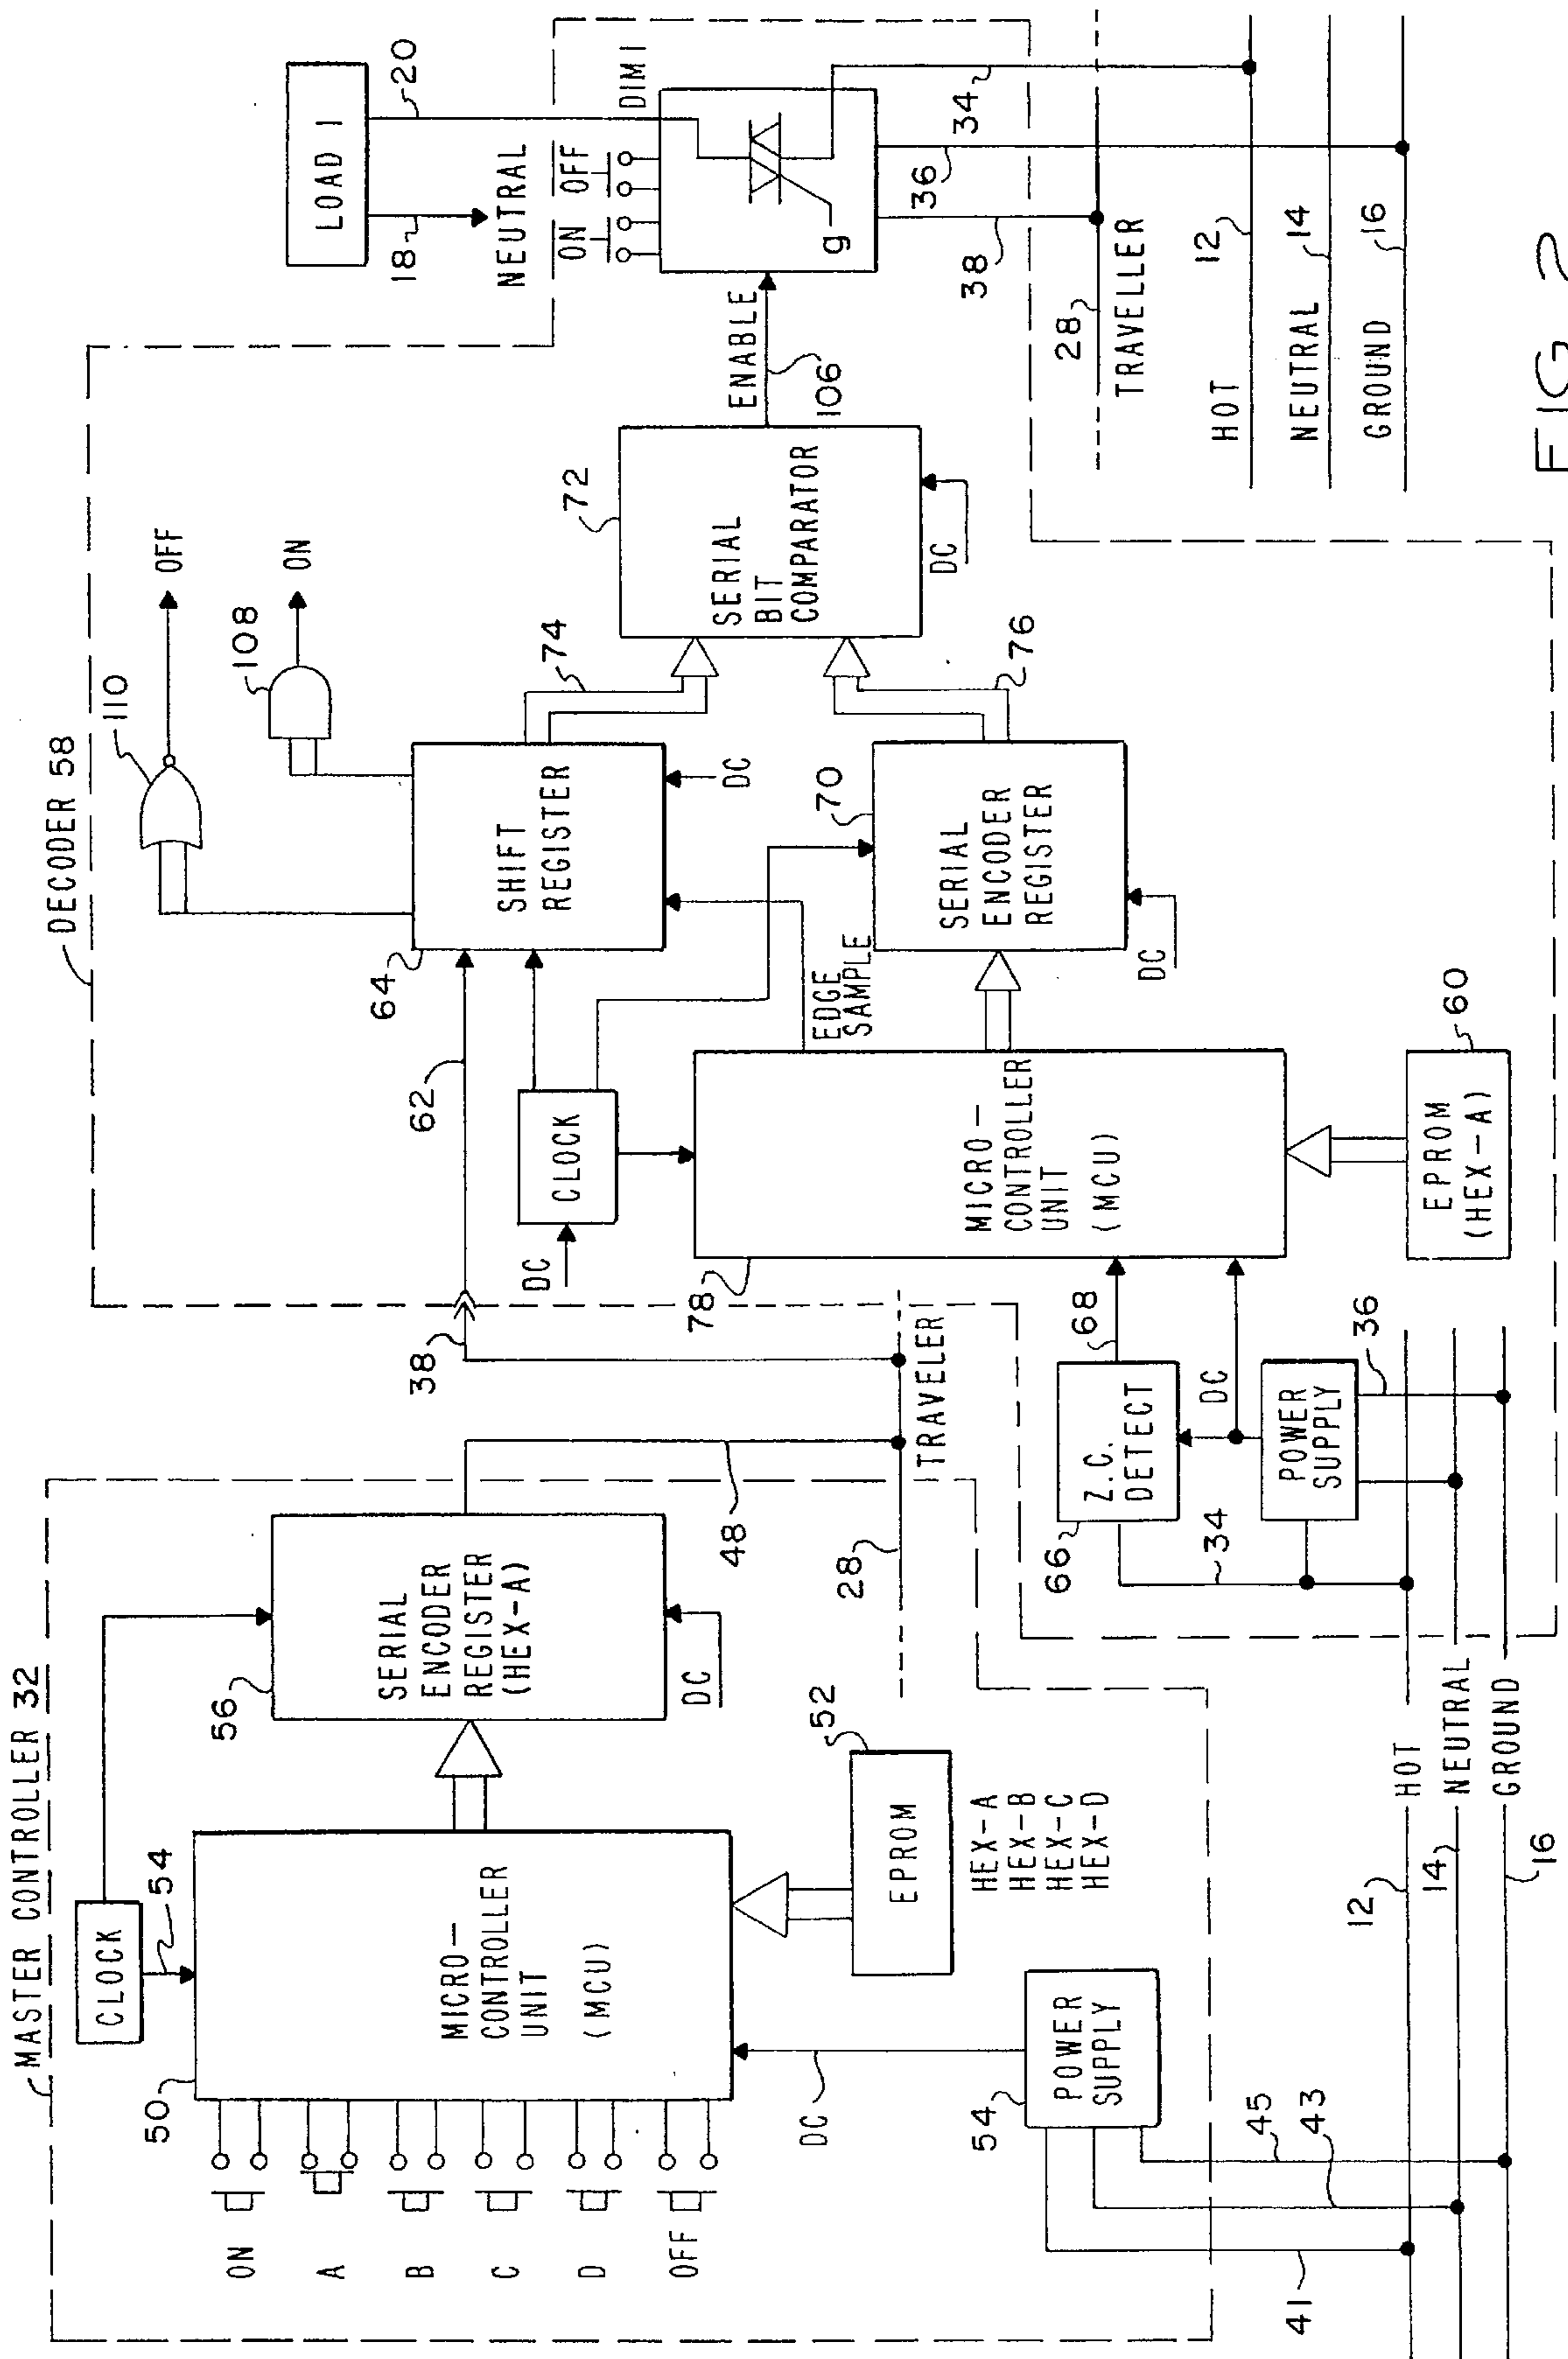 MASTER CONTROLLER 32
CLOCK
54
50
MICRO-
CONTROLLER
UNIT
(MCU)
ON
A
B
C
D
OFF
56
SERIAL
ENCODER
REGISTER
(HEX-A)
DC
48
52
EPROM
HEX-A
HEX-B
HEX-C
HEX-D
DC
54
POWER
SUPPLY
45
43
41
12
HOT
14
NEUTRAL
16
GROUND
28
TRAVELER
38
DECODER 58
62
64
SHIFT
REGISTER
DC
110
OFF
108
ON
DC
CLOCK
EDGE
SAMPLE
78
MICRO-
CONTROLLER
UNIT
(MCU)
60
EPROM
(HEX-A)
70
SERIAL
ENCODER
REGISTER
DC
74
76
72
SERIAL
BIT
COMPARATOR
DC
ENABLE
106
66
Z.C.
DETECT
68
DC
POWER
SUPPLY
34
36
LOAD 1
18
20
NEUTRAL
ON
OFF
DIM 1
g
38
36
34
28
TRAVELLER
HOT
12
NEUTRAL
14
GROUND
16
FIG 2